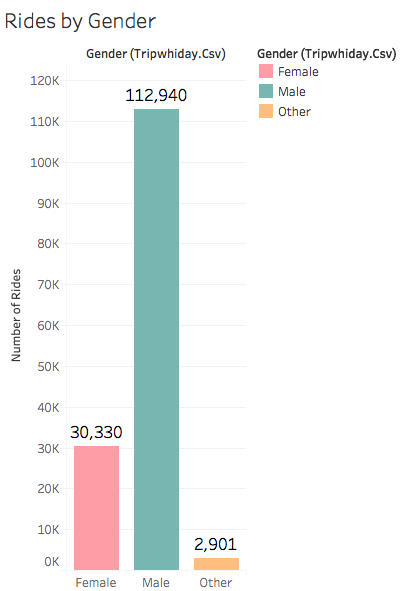 Rides by Gender
Gender (Tripwhiday.Csv)
Gender (Tripwhiday.Csv)
Female
Male
Other
120K
112,940
110K
100K
90K
80K
70K
Number of Rides
60K
50K
40K
30,330
30K
20K
10K
2,901
0K
Female
Male
Other